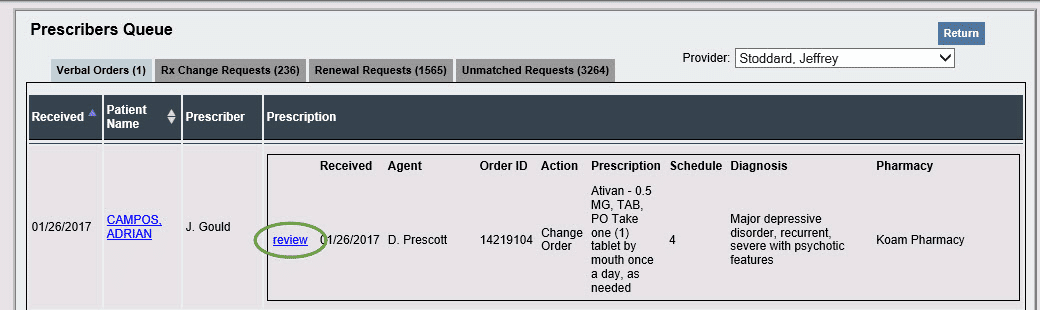 Prescribers Queue
Return
Provider: Stoddard, Jeffrey
Verbal Orders (1) Rx Change Requests (236) Renewal Requests (1565) Unmatched Requests (3264)
Received Patient Name Prescriber Prescription
Received Agent Order ID Action Prescription Schedule Diagnosis Pharmacy
01/26/2017 CAMPOS, ADRIAN J. Gould review 01/26/2017 D. Prescott 14219104 Change Order Ativan - 0.5 MG, TAB, PO Take one (1) tablet by mouth once a day, as needed 4 Major depressive disorder, recurrent, severe with psychotic features Koam Pharmacy